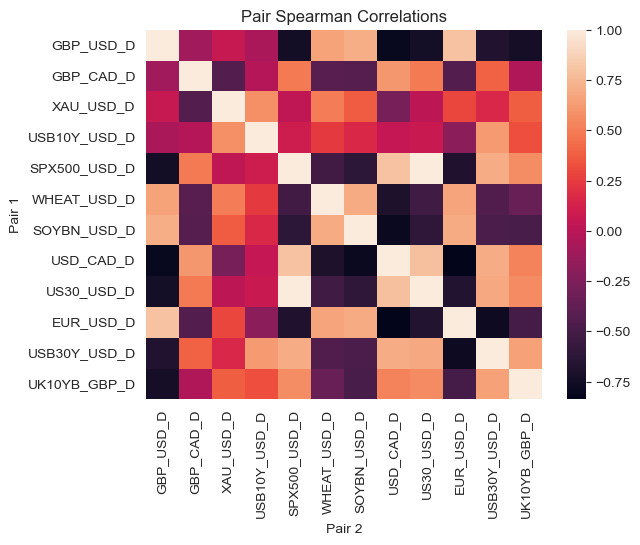 Pair Spearman Correlations
GBP_USD_D
GBP_CAD_D
XAU_USD_D
USB10Y_USD_D
SPX500_USD_D
WHEAT_USD_D
SOYBN_USD_D
USD_CAD_D
US30_USD_D
EUR_USD_D
USB30Y_USD_D
UK10YB_GBP_D
Pair 1
GBP_USD_D
GBP_CAD_D
XAU_USD_D
USB10Y_USD_D
SPX500_USD_D
WHEAT_USD_D
SOYBN_USD_D
USD_CAD_D
US30_USD_D
EUR_USD_D
USB30Y_USD_D
UK10YB_GBP_D
Pair 2
1.00
0.75
0.50
0.25
0.00
−0.25
−0.50
−0.75